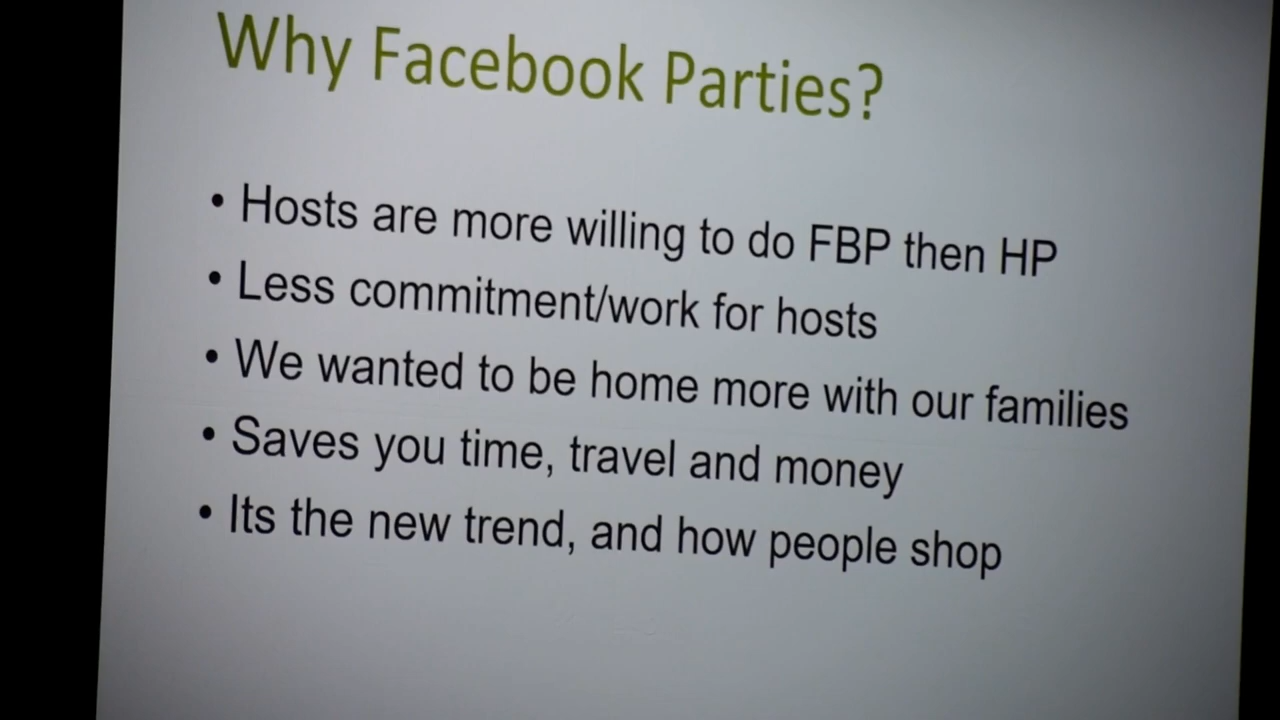 Why Facebook Parties?
• Hosts are more willing to do FBP then HP
• Less commitment/work for hosts
• We wanted to be home more with our families
• Saves you time, travel and money
• Its the new trend, and how people shop